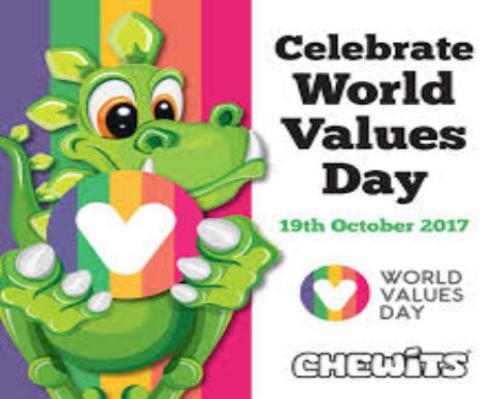 Celebrate
World
Values
Day
19th October 2017
WORLD
VALUES
DAY
CHEWITS